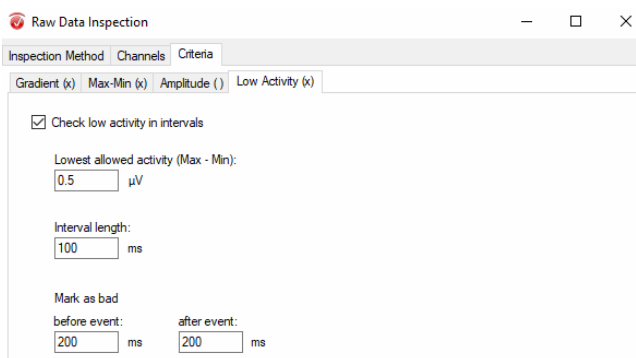 Raw Data Inspection
Inspection Method Channels Criteria
Gradient (x) Max-Min (x) Amplitude ( ) Low Activity (x)
Check low activity in intervals
Lowest allowed activity (Max - Min):
0.5 µV
Interval length:
100 ms
Mark as bad
before event: after event:
200 ms 200 ms